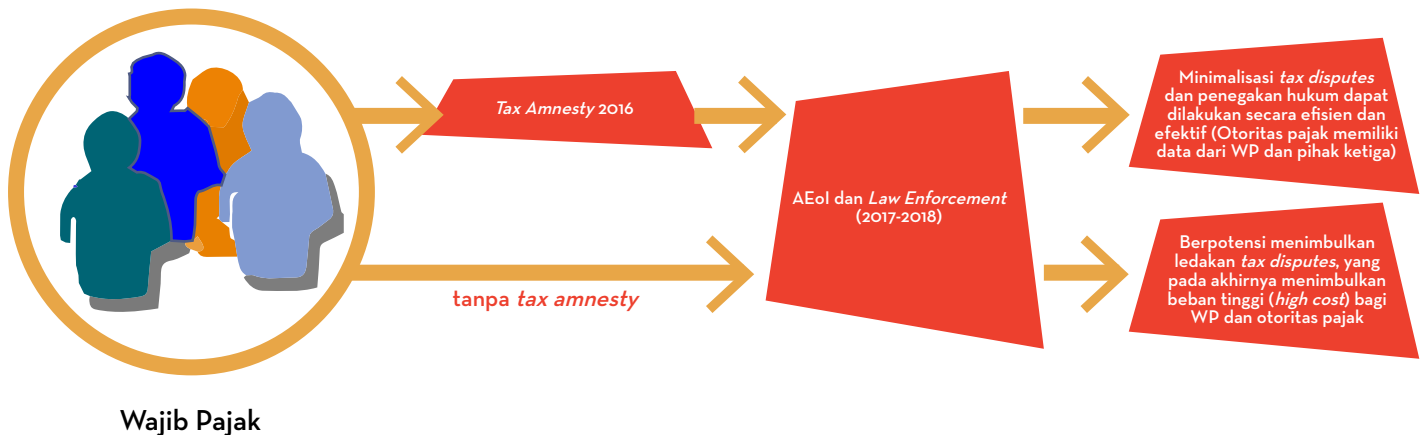 Tax Amnesty 2016
AEoI dan Law Enforcement
(2017-2018)
Minimalisasi tax disputes
dan penegakan hukum dapat
dilakukan secara efisien dan
efektif (Otoritas pajak memiliki
data dari WP dan pihak ketiga)
tanpa tax amnesty
Berpotensi menimbulkan
ledakan tax disputes, yang
pada akhirnya menimbulkan
beban tinggi (high cost) bagi
WP dan otoritas pajak
Wajib Pajak